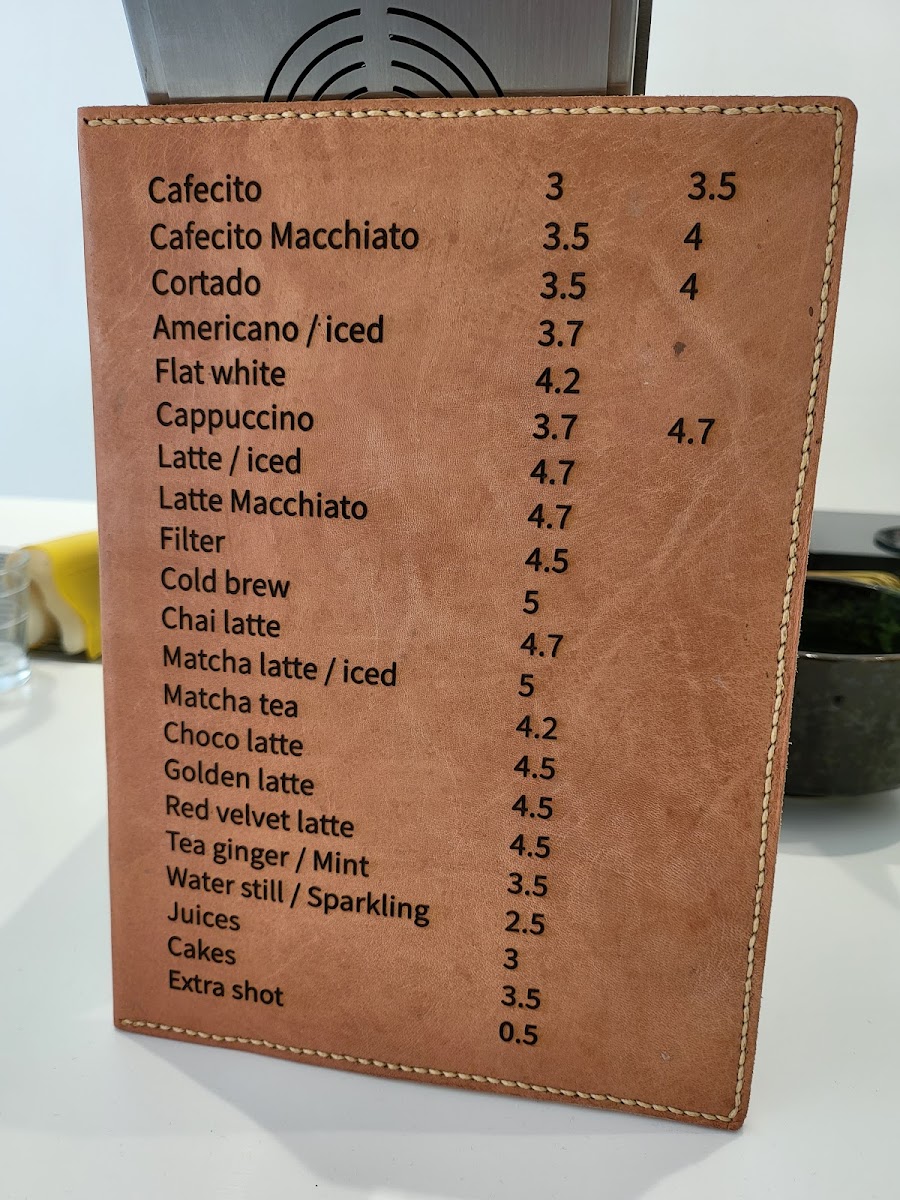 Cafecito 3 3.5
Cafecito Macchiato 3.5 4
Cortado 3.5 4
Americano / iced 3.7
Flat white 4.2
Cappuccino 3.7 4.7
Latte / iced 4.7
Latte Macchiato 4.7
Filter 4.5
Cold brew 5
Chai latte 4.7
Matcha latte / iced 5
Matcha tea 4.2
Choco latte 4.5
Golden latte 4.5
Red velvet latte 4.5
Tea ginger / Mint 3.5
Water still / Sparkling 2.5
Juices 3
Cakes 3.5
Extra shot 0.5